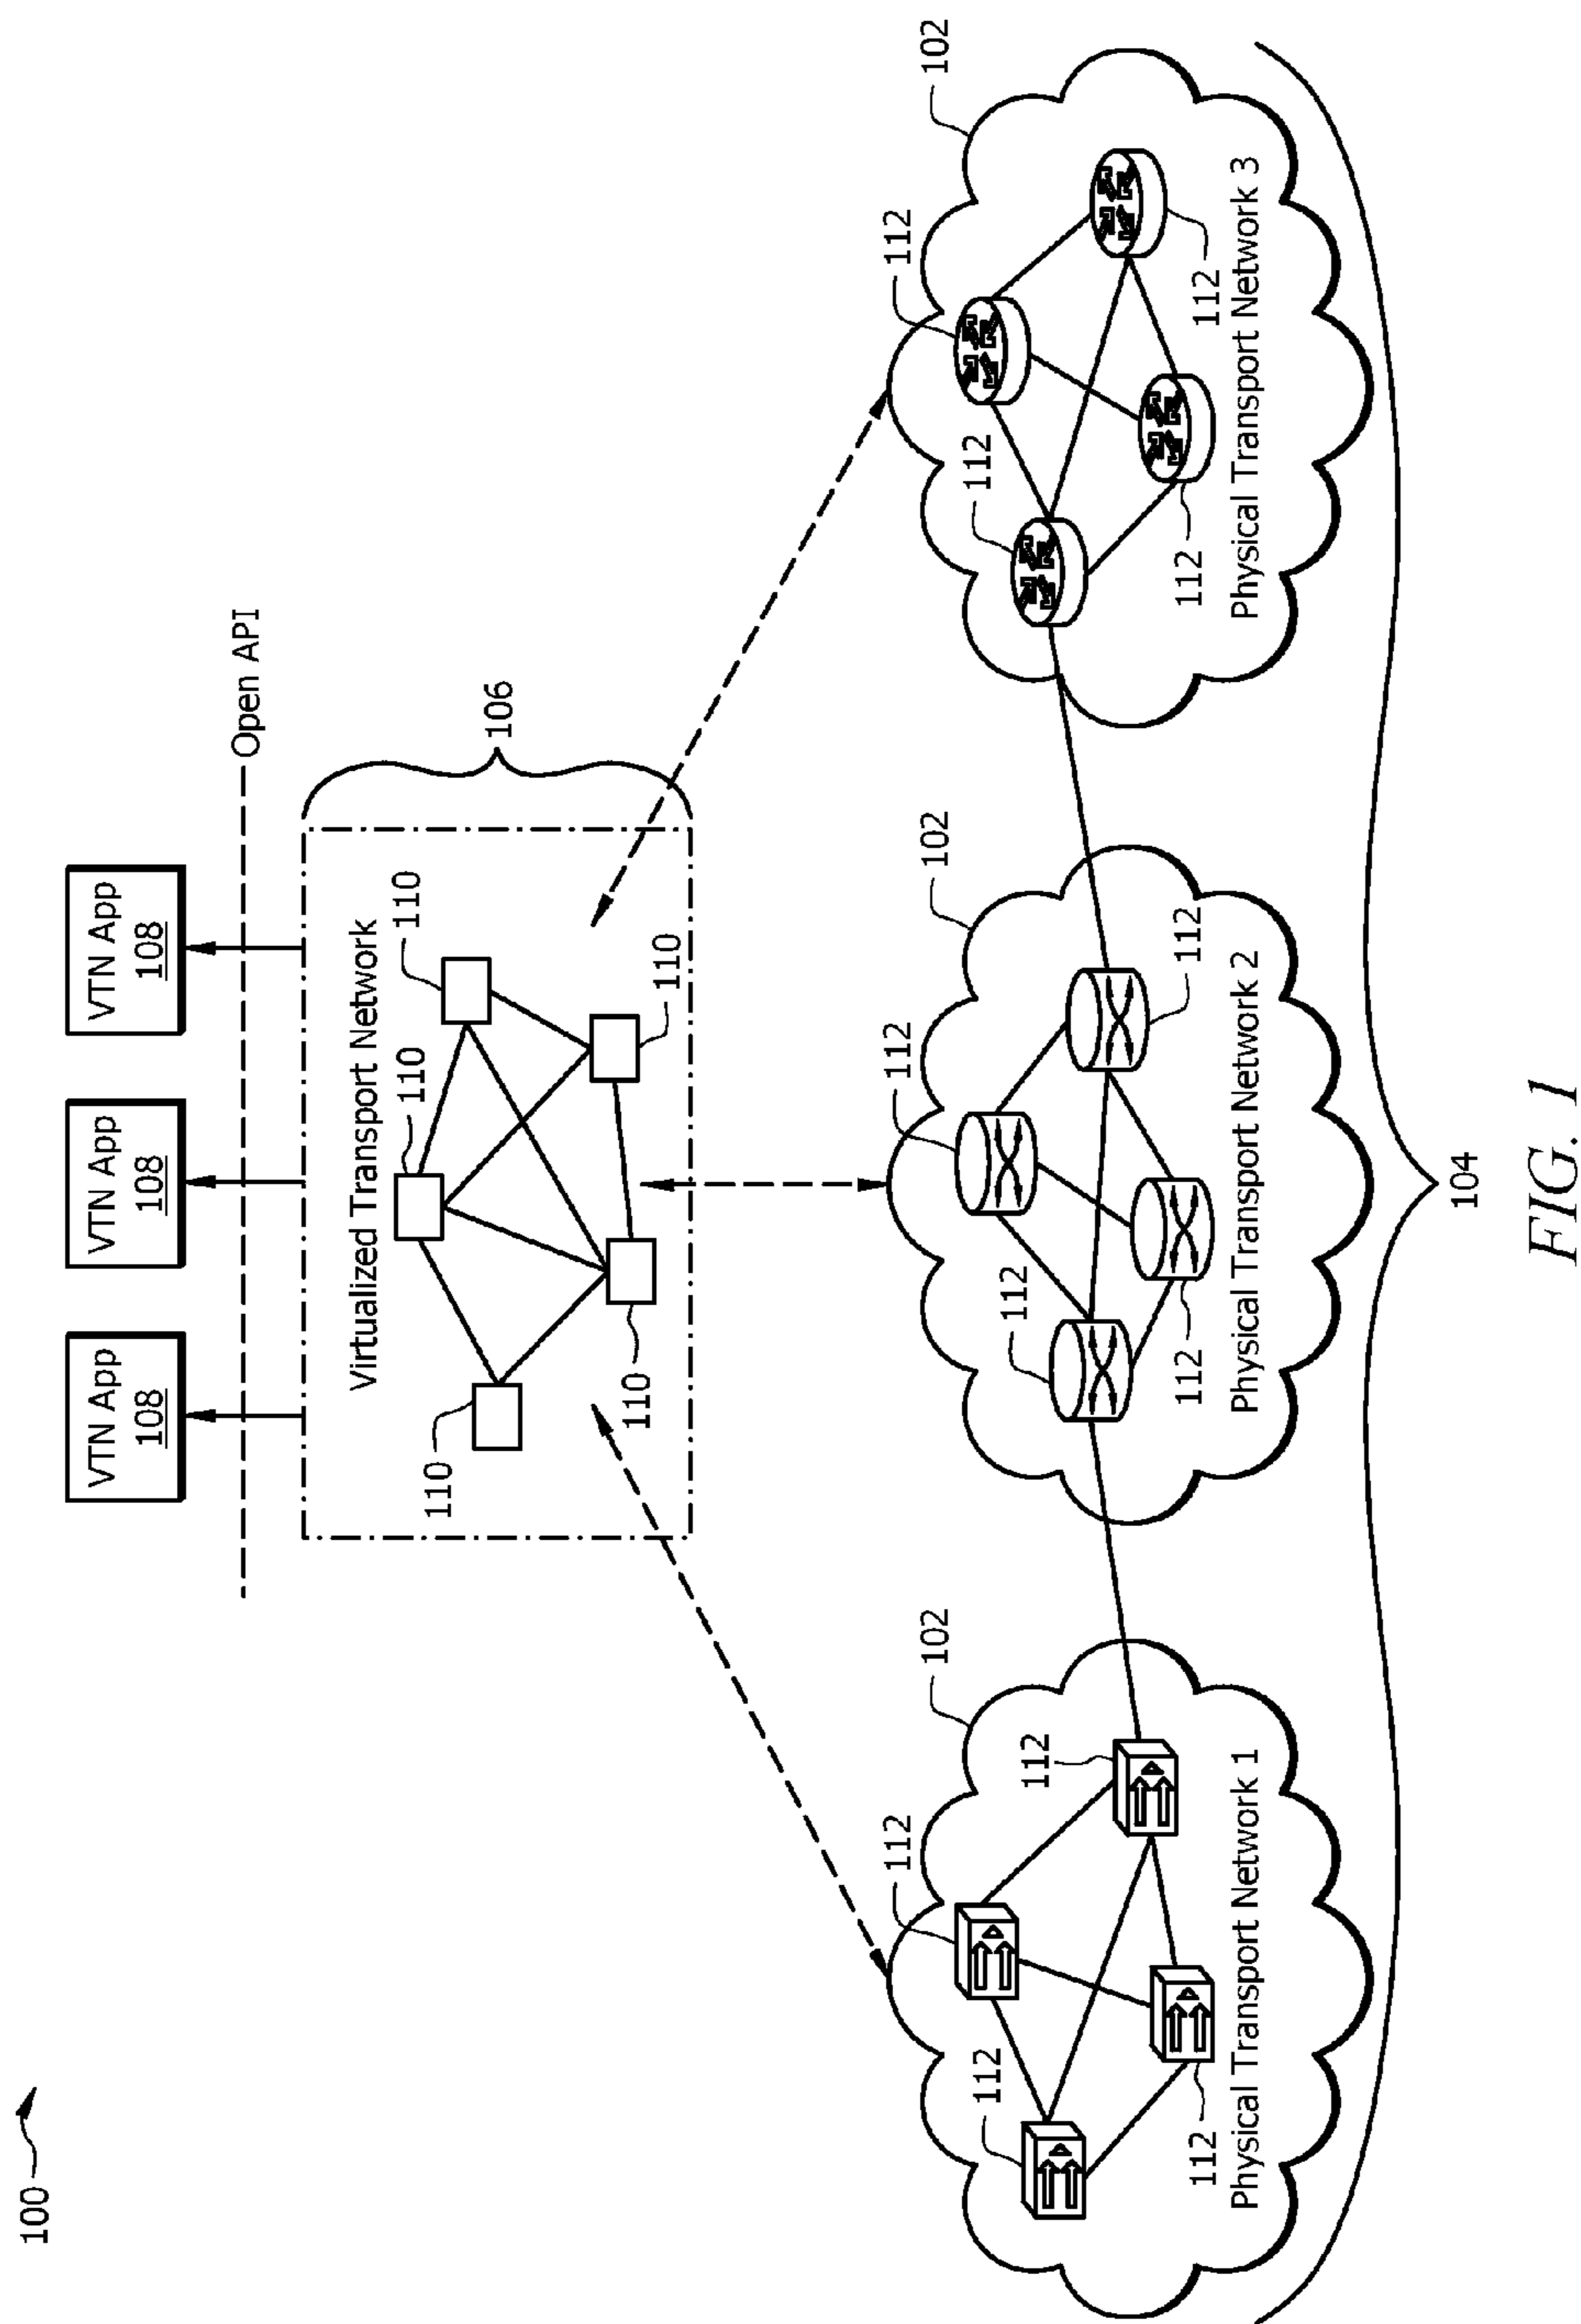 100
VTN App
108
VTN App
108
VTN App
108
Open API
Virtualized Transport Network
106
110
110
110
110
110
102
112
112
112
112
Physical Transport Network 1
102
112
112
112
112
Physical Transport Network 2
102
112
112
112
112
Physical Transport Network 3
104
FIG. 1